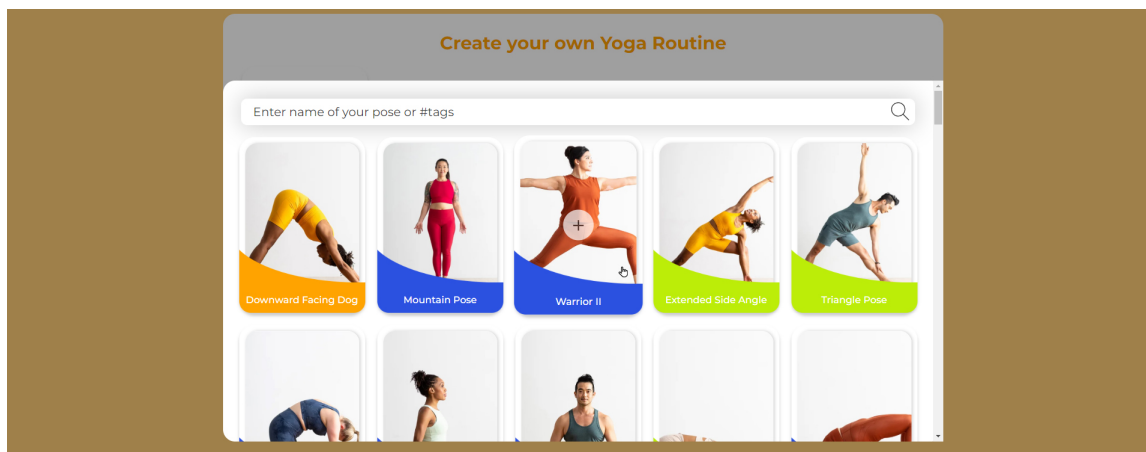 Create your own Yoga Routine
Enter name of your pose or #tags
Downward Facing Dog
Mountain Pose
Warrior II
Extended Side Angle
Triangle Pose